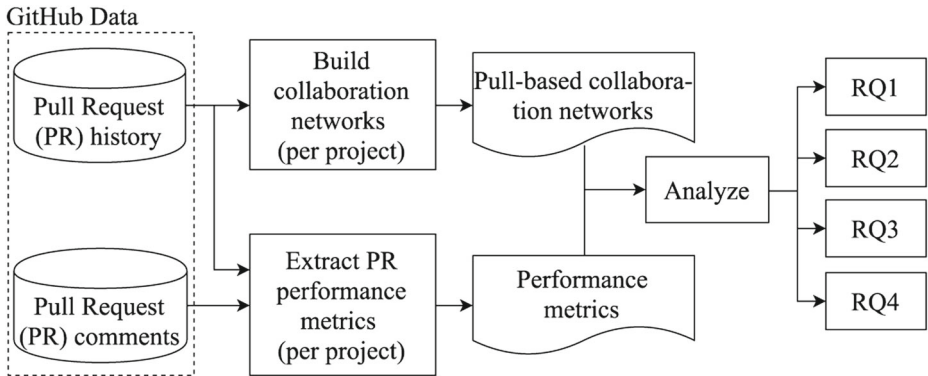 GitHub Data
Pull Request
(PR) history
Build
collaboration
networks
(per project)
Pull-based collabora-
tion networks
RQ1
RQ2
Analyze
RQ3
RQ4
Pull Request
(PR) comments
Extract PR
performance
metrics
(per project)
Performance
metrics